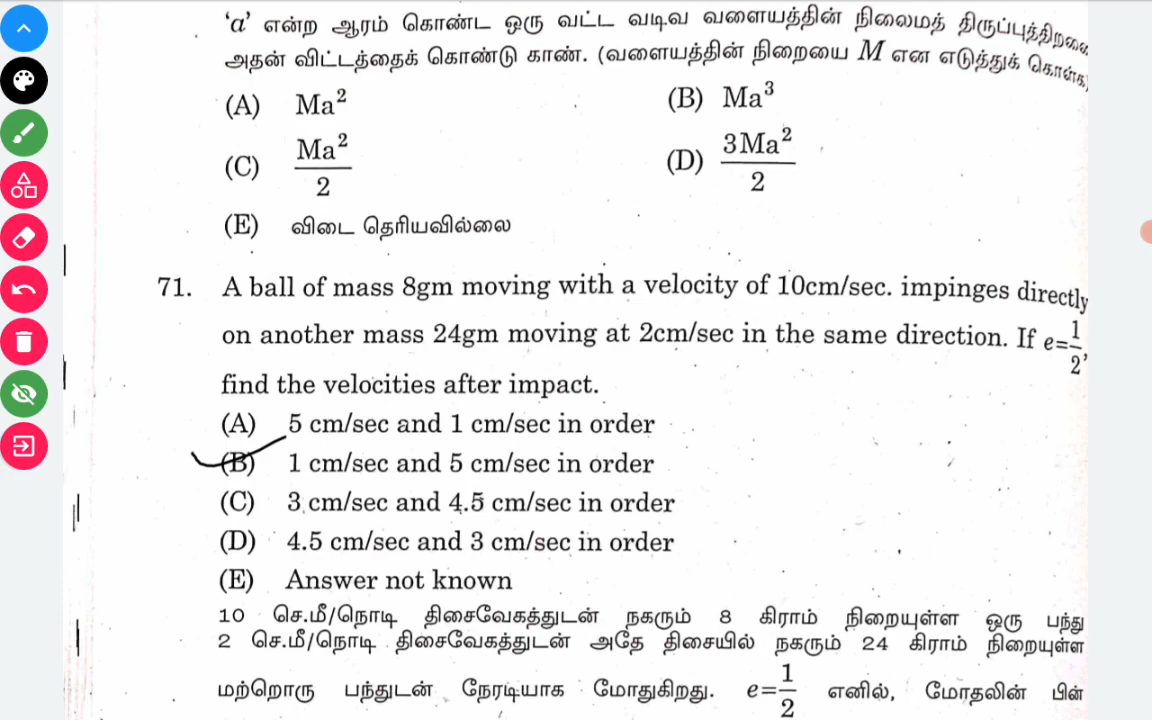 'a' என்ற ஆரம் கொண்ட ஒரு வட்ட வடிவ வளையத்தின் நிலைமத் திருப்புத்திறனை
அதன் விட்டத்தைக் கொண்டு காண். (வளையத்தின் நிறையை M என எடுத்துக் கொள்க)
(A) Ma² (B) Ma³
(C) Ma²/2 (D) 3Ma²/2
(E) விடை தெரியவில்லை
71. A ball of mass 8gm moving with a velocity of 10cm/sec. impinges directly
on another mass 24gm moving at 2cm/sec in the same direction. If e=1/2,
find the velocities after impact.
(A) 5 cm/sec and 1 cm/sec in order
(B) 1 cm/sec and 5 cm/sec in order
(C) 3 cm/sec and 4.5 cm/sec in order
(D) 4.5 cm/sec and 3 cm/sec in order
(E) Answer not known
10 செ.மீ/நொடி திசைவேகத்துடன் நகரும் 8 கிராம் நிறையுள்ள ஒரு பந்து
2 செ.மீ/நொடி திசைவேகத்துடன் அதே திசையில் நகரும் 24 கிராம் நிறையுள்ள
மற்றொரு பந்துடன் நேரடியாக மோதுகிறது. e=1/2 எனில், மோதலின் பின்